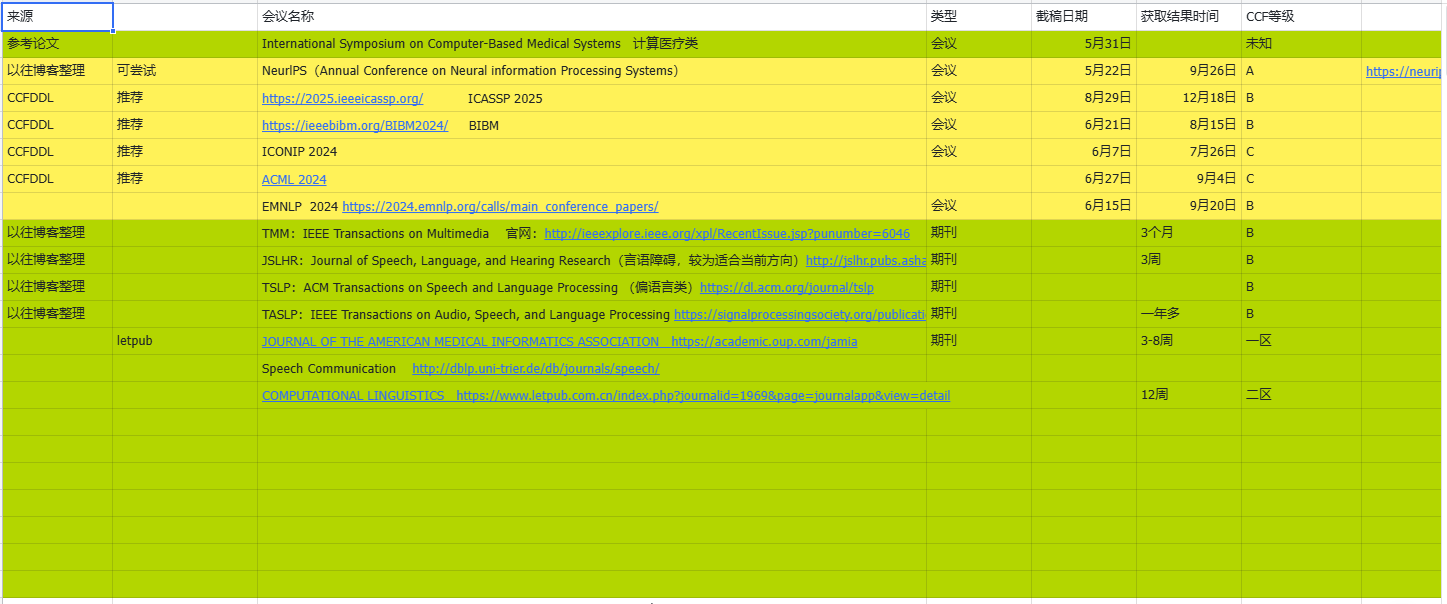 来源 会议名称 类型 截稿日期 获取结果时间 CCF等级
参考论文 International Symposium on Computer-Based Medical Systems 计算医疗类 会议 5月31日 未知
以往博客整理 可尝试 NeurlPS（Annual Conference on Neural information Processing Systems） 会议 5月22日 9月26日 A https://neurip
CCFDDL 推荐 https://2025.ieeeicassp.org/ ICASSP 2025 会议 8月29日 12月18日 B
CCFDDL 推荐 https://ieeebibm.org/BIBM2024/ BIBM 会议 6月21日 8月15日 B
CCFDDL 推荐 ICONIP 2024 会议 6月7日 7月26日 C
CCFDDL 推荐 ACML 2024 6月27日 9月4日 C
EMNLP 2024 https://2024.emnlp.org/calls/main_conference_papers/ 会议 6月15日 9月20日 B
以往博客整理 TMM：IEEE Transactions on Multimedia 官网：http://ieeexplore.ieee.org/xpl/RecentIssue.jsp?punumber=6046 期刊 3个月 B
以往博客整理 JSLHR：Journal of Speech, Language, and Hearing Research（言语障碍，较为适合当前方向）http://jslhr.pubs.asha 期刊 3周 B
以往博客整理 TSLP：ACM Transactions on Speech and Language Processing （偏语言类）https://dl.acm.org/journal/tslp 期刊 B
以往博客整理 TASLP：IEEE Transactions on Audio, Speech, and Language Processing https://signalprocessingsociety.org/publicati 期刊 一年多 B
letpub JOURNAL OF THE AMERICAN MEDICAL INFORMATICS ASSOCIATION https://academic.oup.com/jamia 期刊 3-8周 一区
Speech Communication http://dblp.uni-trier.de/db/journals/speech/
COMPUTATIONAL LINGUISTICS https://www.letpub.com.cn/index.php?journalid=1969&page=journalapp&view=detail 12周 二区